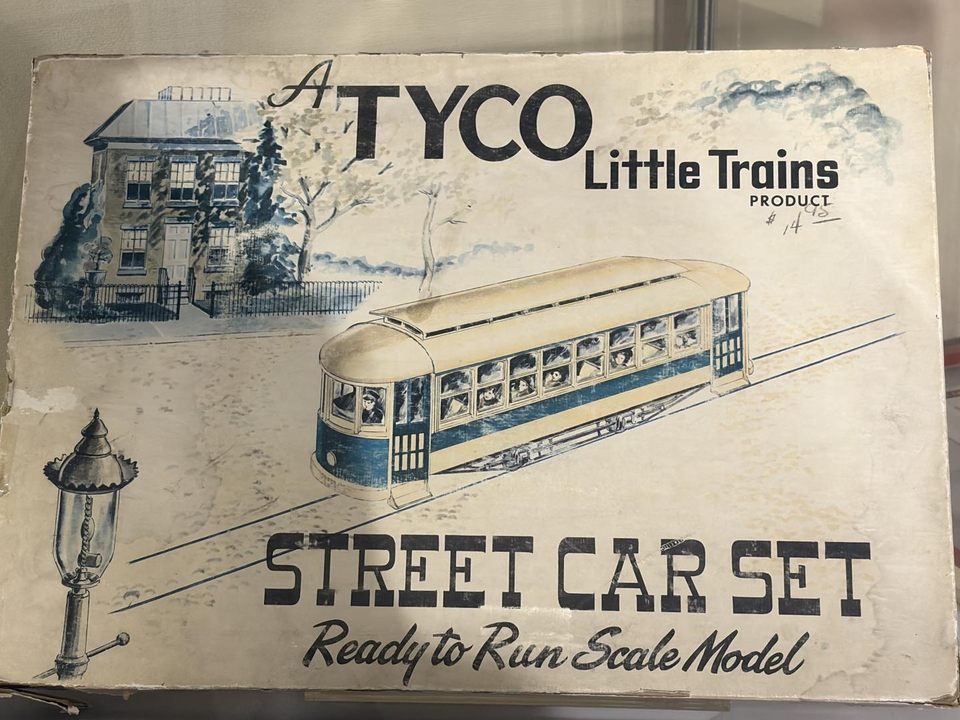 A TYCO
Little Trains
PRODUCT
$ 14 95
STREET CAR SET
Ready to Run Scale Model